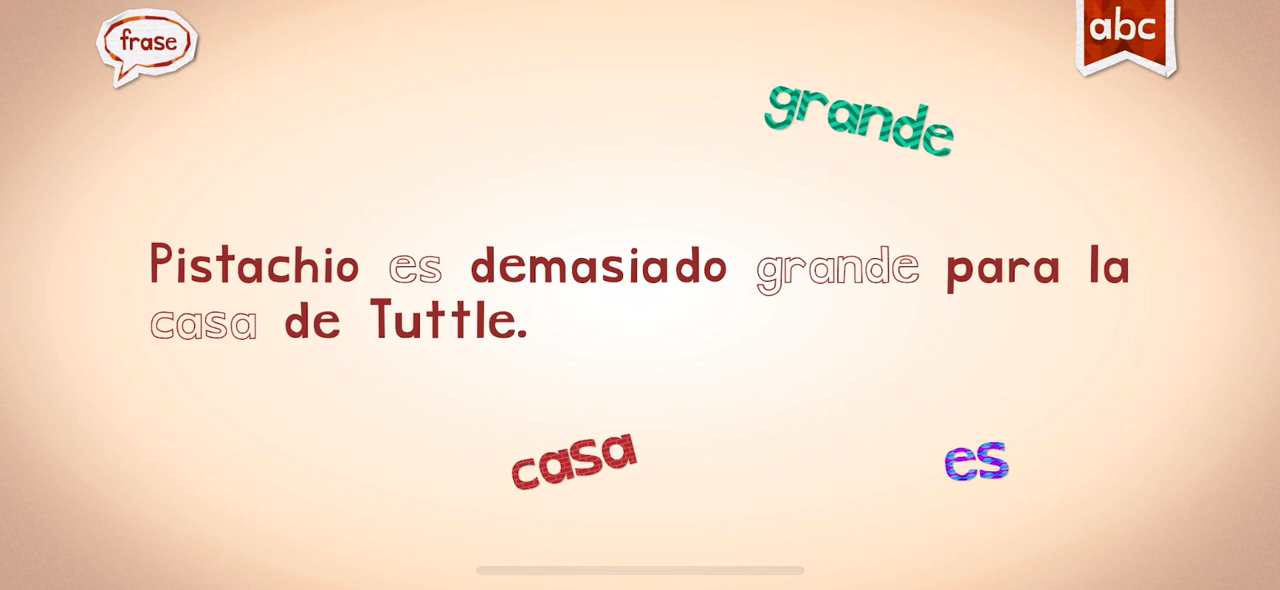 frase
abc
grande
Pistachio es demasiado grande para la
casa de Tuttle.
casa
es